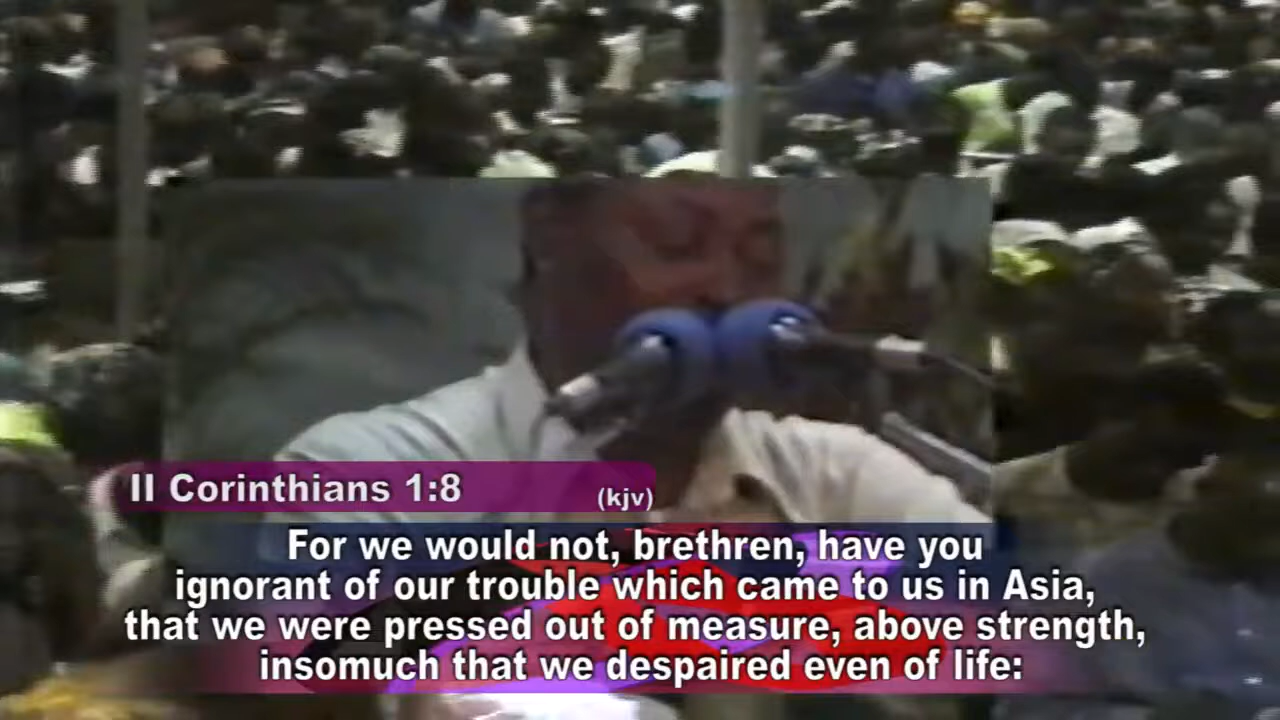 II Corinthians 1:8
(kjv)
For we would not, brethren, have you
ignorant of our trouble which came to us in Asia,
that we were pressed out of measure, above strength,
insomuch that we despaired even of life: